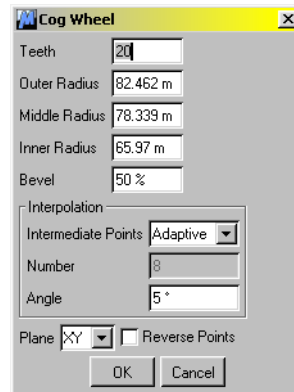 Cog Wheel
Teeth 20
Outer Radius 82.462 m
Middle Radius 78.339 m
Inner Radius 65.97 m
Bevel 50 %
Interpolation
Intermediate Points Adaptive
Number 8
Angle 5 °
Plane XY Reverse Points
OK Cancel